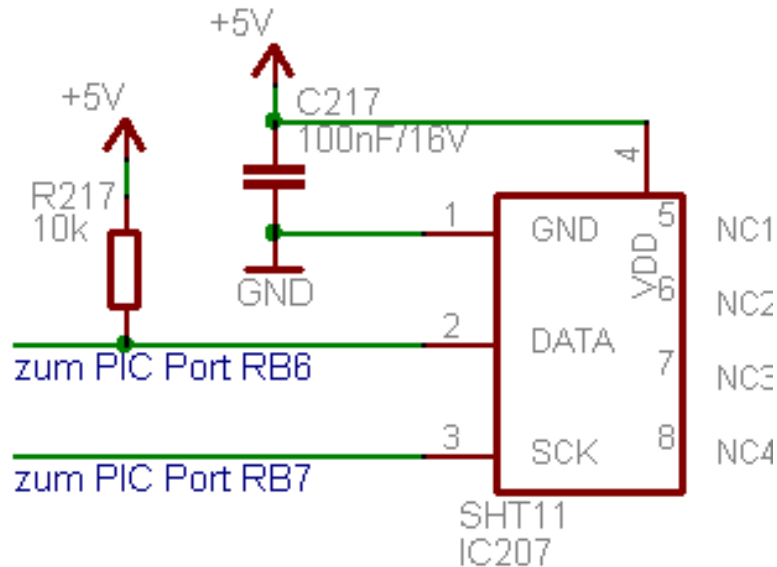 +5V
+5V
C217
100nF/16V
R217
10k
4
1
GND
5
NC1
VDD
GND
6
NC2
2
DATA
zum PIC Port RB6
7
NC3
3
SCK
8
NC4
zum PIC Port RB7
SHT11
IC207